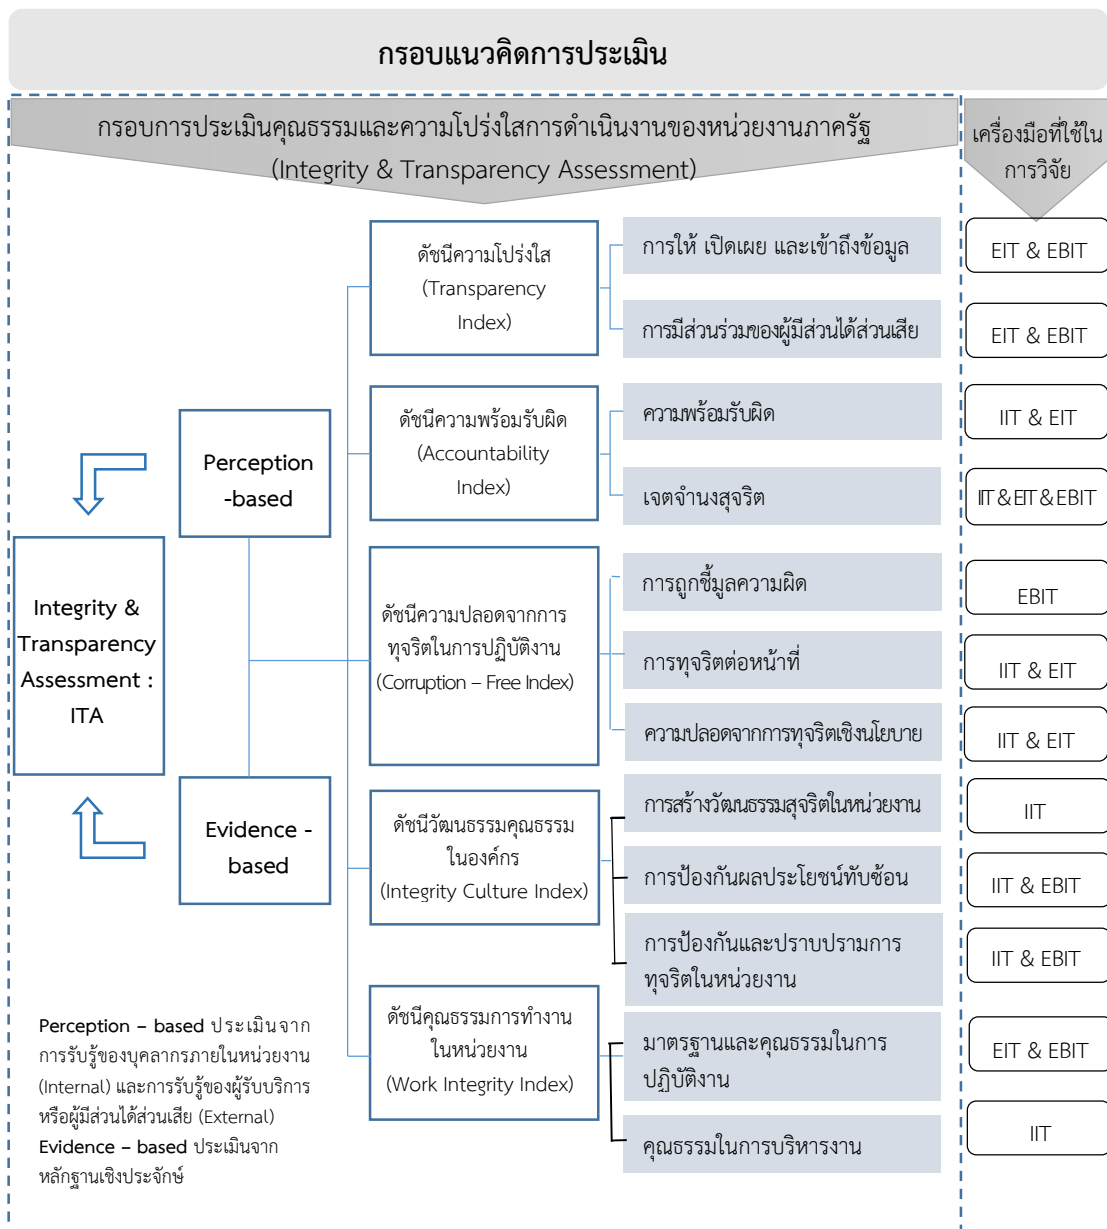 กรอบแนวคิดการประเมิน
กรอบการประเมินคุณธรรมและความโปร่งใสการดำเนินงานของหน่วยงานภาครัฐ
(Integrity & Transparency Assessment)
เครื่องมือที่ใช้ใน
การวิจัย
ดัชนีความโปร่งใส
(Transparency
Index)
การให้ เปิดเผย และเข้าถึงข้อมูล
EIT & EBIT
การมีส่วนร่วมของผู้มีส่วนได้ส่วนเสีย
EIT & EBIT
ดัชนีความพร้อมรับผิด
(Accountability
Index)
ความพร้อมรับผิด
IIT & EIT
เจตจำนงสุจริต
IIT & EIT & EBIT
Perception
-based
Integrity &
Transparency
Assessment :
ITA
ดัชนีความปลอดจากการ
ทุจริตในการปฏิบัติงาน
(Corruption – Free Index)
การถูกชี้มูลความผิด
EBIT
การทุจริตต่อหน้าที่
IIT & EIT
ความปลอดจากการทุจริตเชิงนโยบาย
IIT & EIT
Evidence -
based
ดัชนีวัฒนธรรมคุณธรรม
ในองค์กร
(Integrity Culture Index)
การสร้างวัฒนธรรมสุจริตในหน่วยงาน
IIT
การป้องกันผลประโยชน์ทับซ้อน
IIT & EBIT
การป้องกันและปราบปรามการ
ทุจริตในหน่วยงาน
IIT & EBIT
ดัชนีคุณธรรมการทำงาน
ในหน่วยงาน
(Work Integrity Index)
มาตรฐานและคุณธรรมในการ
ปฏิบัติงาน
EIT & EBIT
คุณธรรมในการบริหารงาน
IIT
Perception – based ประเมินจาก
การรับรู้ของบุคลากรภายในหน่วยงาน
(Internal) และการรับรู้ของผู้รับบริการ
หรือผู้มีส่วนได้ส่วนเสีย (External)
Evidence – based ประเมินจาก
หลักฐานเชิงประจักษ์